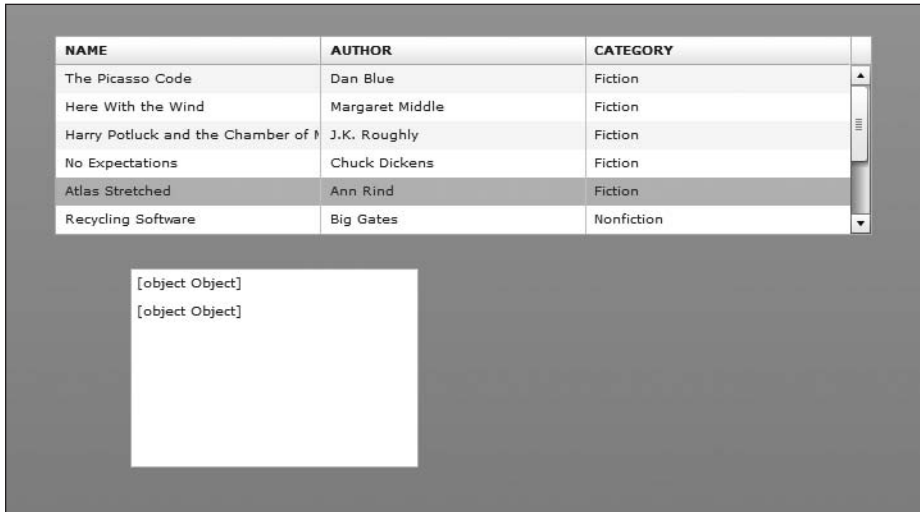 NAME AUTHOR CATEGORY
The Picasso Code Dan Blue Fiction
Here With the Wind Margaret Middle Fiction
Harry Potluck and the Chamber of J.K. Roughly Fiction
No Expectations Chuck Dickens Fiction
Atlas Stretched Ann Rind Fiction
Recycling Software Big Gates Nonfiction
[object Object]
[object Object]